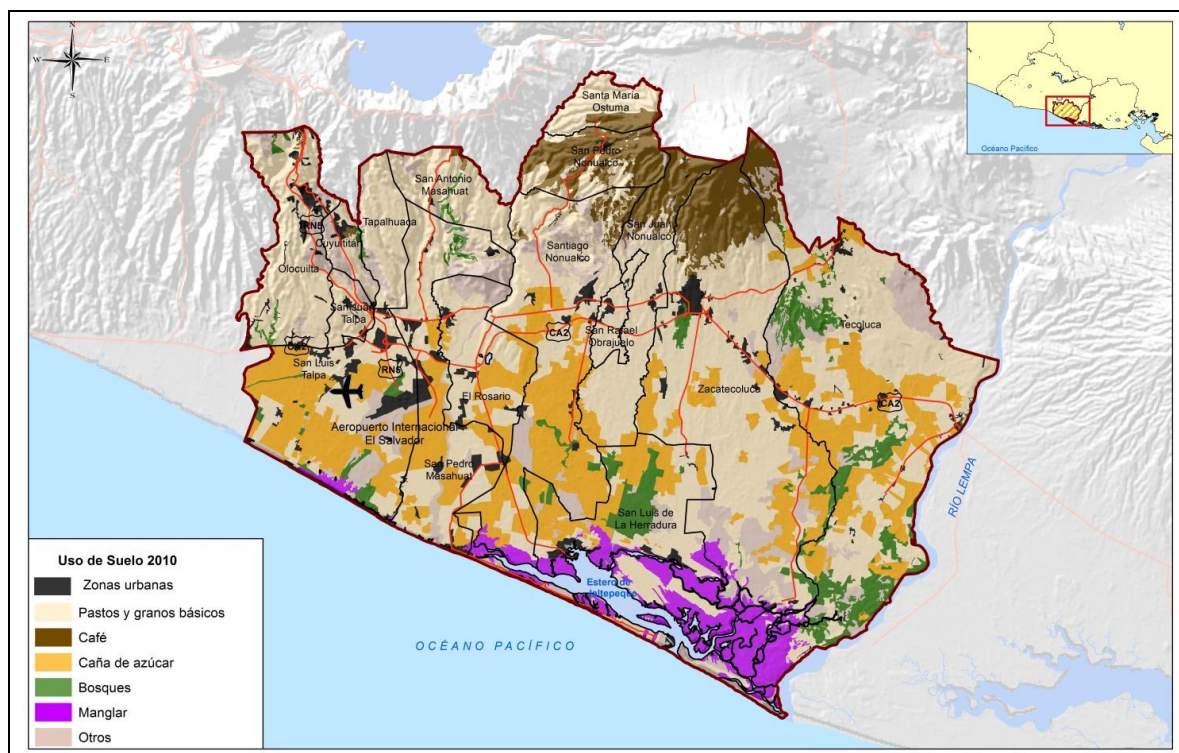 N
W
E
S
Océano Pacífico
Santa María
Ostuma
San Pedro
Nonualco
San Antonio
Masahuat
Tapalhuaca
San Juan
Nonualco
RN5
Cuyultitán
Santiago
Nonualco
Olocuilta
San Juan
Talpa
CA2
San Rafael
Obrajuelo
Tecoluca
CA2
San Luis
Talpa
RN5
El Rosario
Zacatecoluca
CA2
Aeropuerto Internacional
El Salvador
San Pedro
Masahuat
RÍO LEMPA
San Luis de
La Herradura
Estero de
Jaltepeque
OCÉANO PACÍFICO
Uso de Suelo 2010
Zonas urbanas
Pastos y granos básicos
Café
Caña de azúcar
Bosques
Manglar
Otros